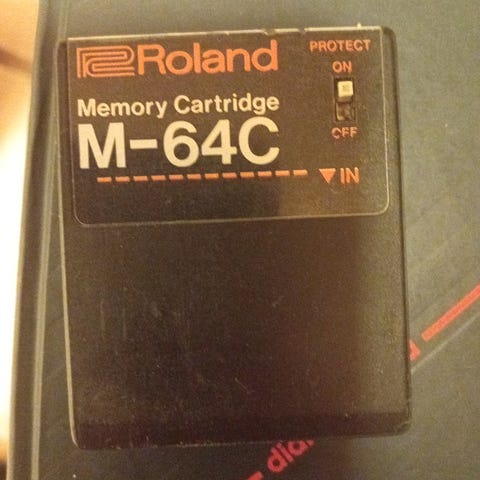 Roland
Memory Cartridge
M-64C
PROTECT
ON
OFF
▼IN